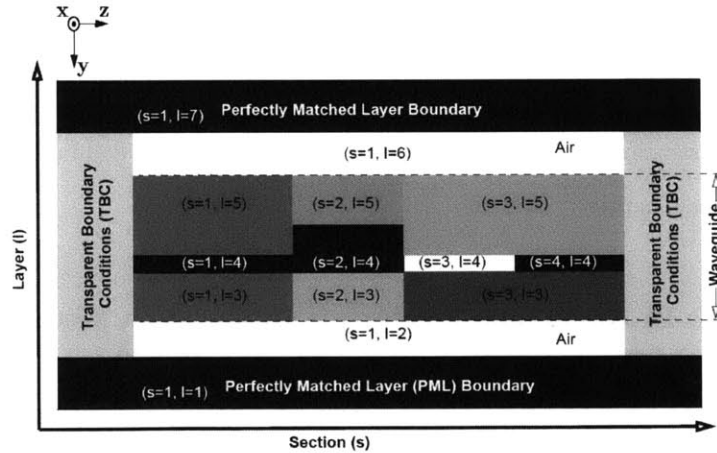 x
z
y
(s=1, l=7)
Perfectly Matched Layer Boundary
(s=1, l=6)
Air
(s=1, l=5)
(s=2, l=5)
(s=3, l=5)
(s=1, l=4)
(s=2, l=4)
(s=3, l=4)
(s=4, l=4)
(s=1, l=3)
(s=2, l=3)
(s=3, l=3)
(s=1, l=2)
Air
(s=1, l=1)
Perfectly Matched Layer (PML) Boundary
Transparent Boundary
Conditions (TBC)
Transparent Boundary
Conditions (TBC)
Waveguide
Layer (l)
Section (s)